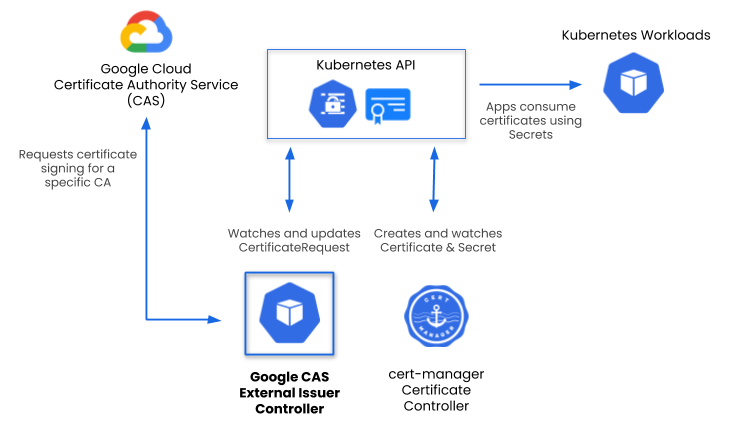 Google Cloud
Certificate Authority Service
(CAS)
Kubernetes API
Kubernetes Workloads
Apps consume
certificates using
Secrets
Requests certificate
signing for a
specific CA
Watches and updates
CertificateRequest
Creates and watches
Certificate & Secret
CERT
MANAGER
Google CAS
External Issuer
Controller
cert-manager
Certificate
Controller